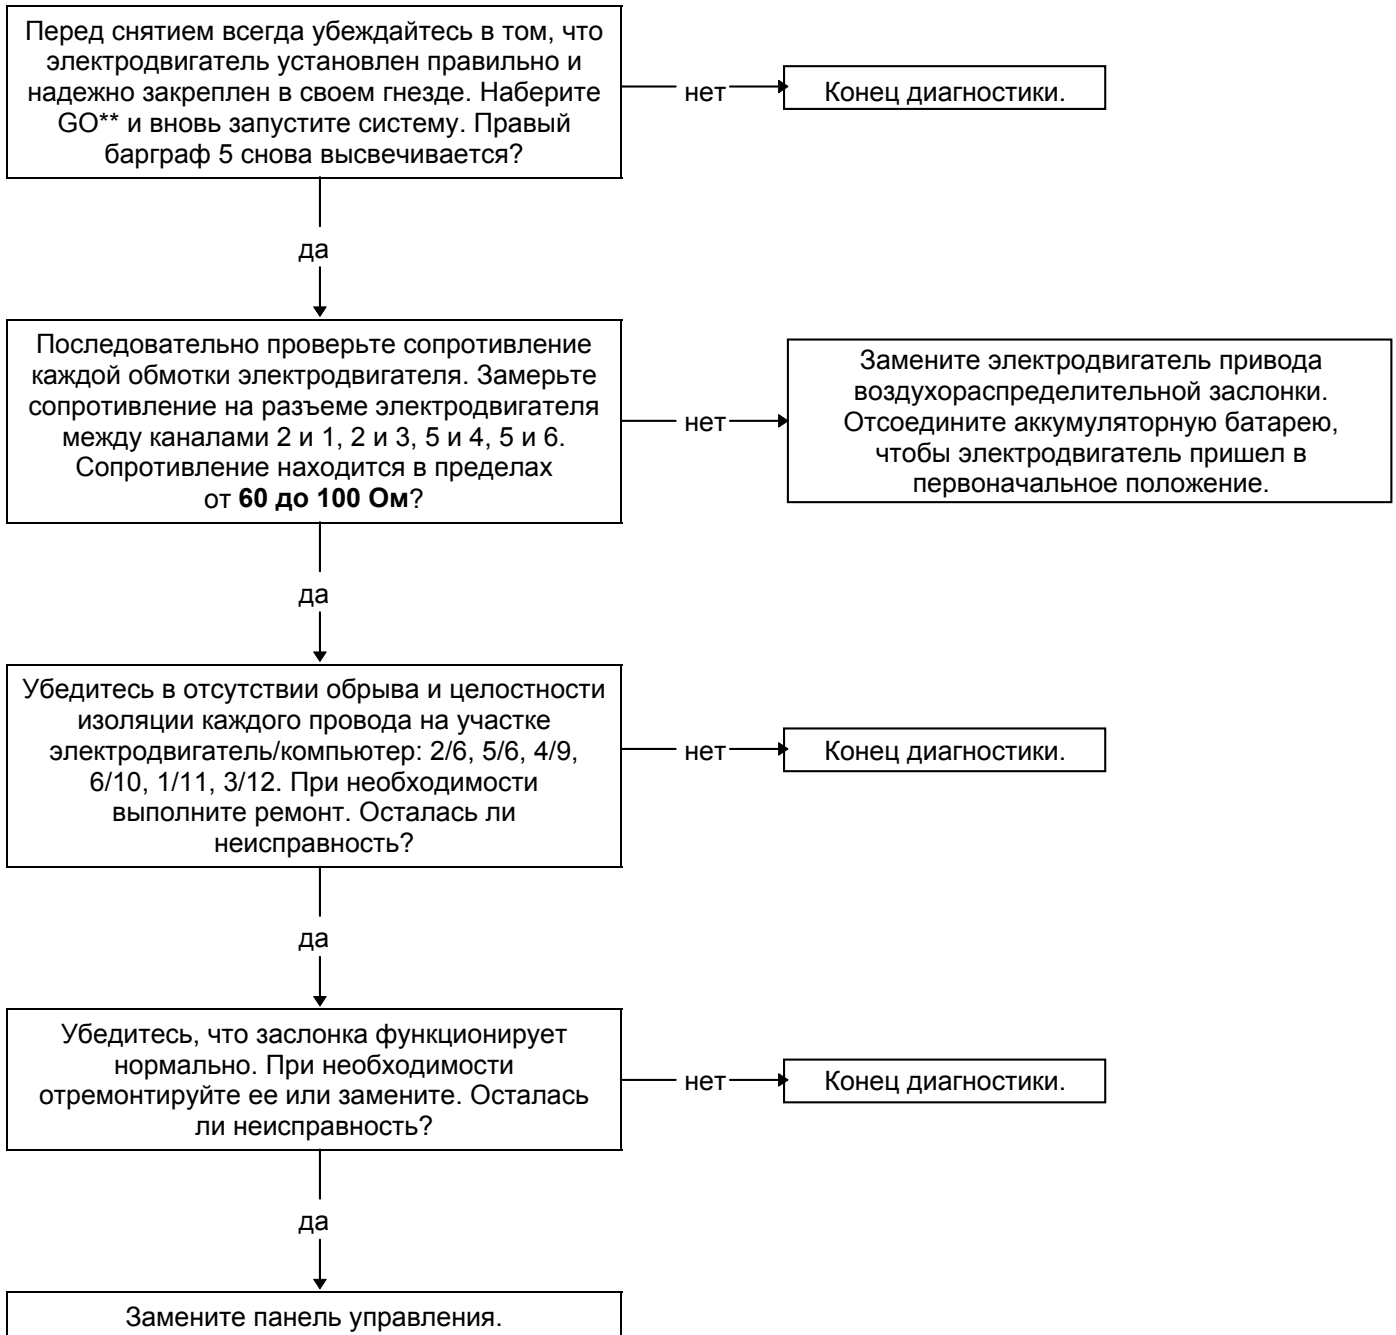 Перед снятием всегда убеждайтесь в том, что
электродвигатель установлен правильно и
надежно закреплен в своем гнезде. Наберите
GO** и вновь запустите систему. Правый
барграф 5 снова высвечивается?
нет
Конец диагностики.
да
Последовательно проверьте сопротивление
каждой обмотки электродвигателя. Замерьте
сопротивление на разъеме электродвигателя
между каналами 2 и 1, 2 и 3, 5 и 4, 5 и 6.
Сопротивление находится в пределах
от 60 до 100 Ом?
нет
Замените электродвигатель привода
воздухораспределительной заслонки.
Отсоедините аккумуляторную батарею,
чтобы электродвигатель пришел в
первоначальное положение.
да
Убедитесь в отсутствии обрыва и целостности
изоляции каждого провода на участке
электродвигатель/компьютер: 2/6, 5/6, 4/9,
6/10, 1/11, 3/12. При необходимости
выполните ремонт. Осталась ли
неисправность?
нет
Конец диагностики.
да
Убедитесь, что заслонка функционирует
нормально. При необходимости
отремонтируйте ее или замените. Осталась
ли неисправность?
нет
Конец диагностики.
да
Замените панель управления.